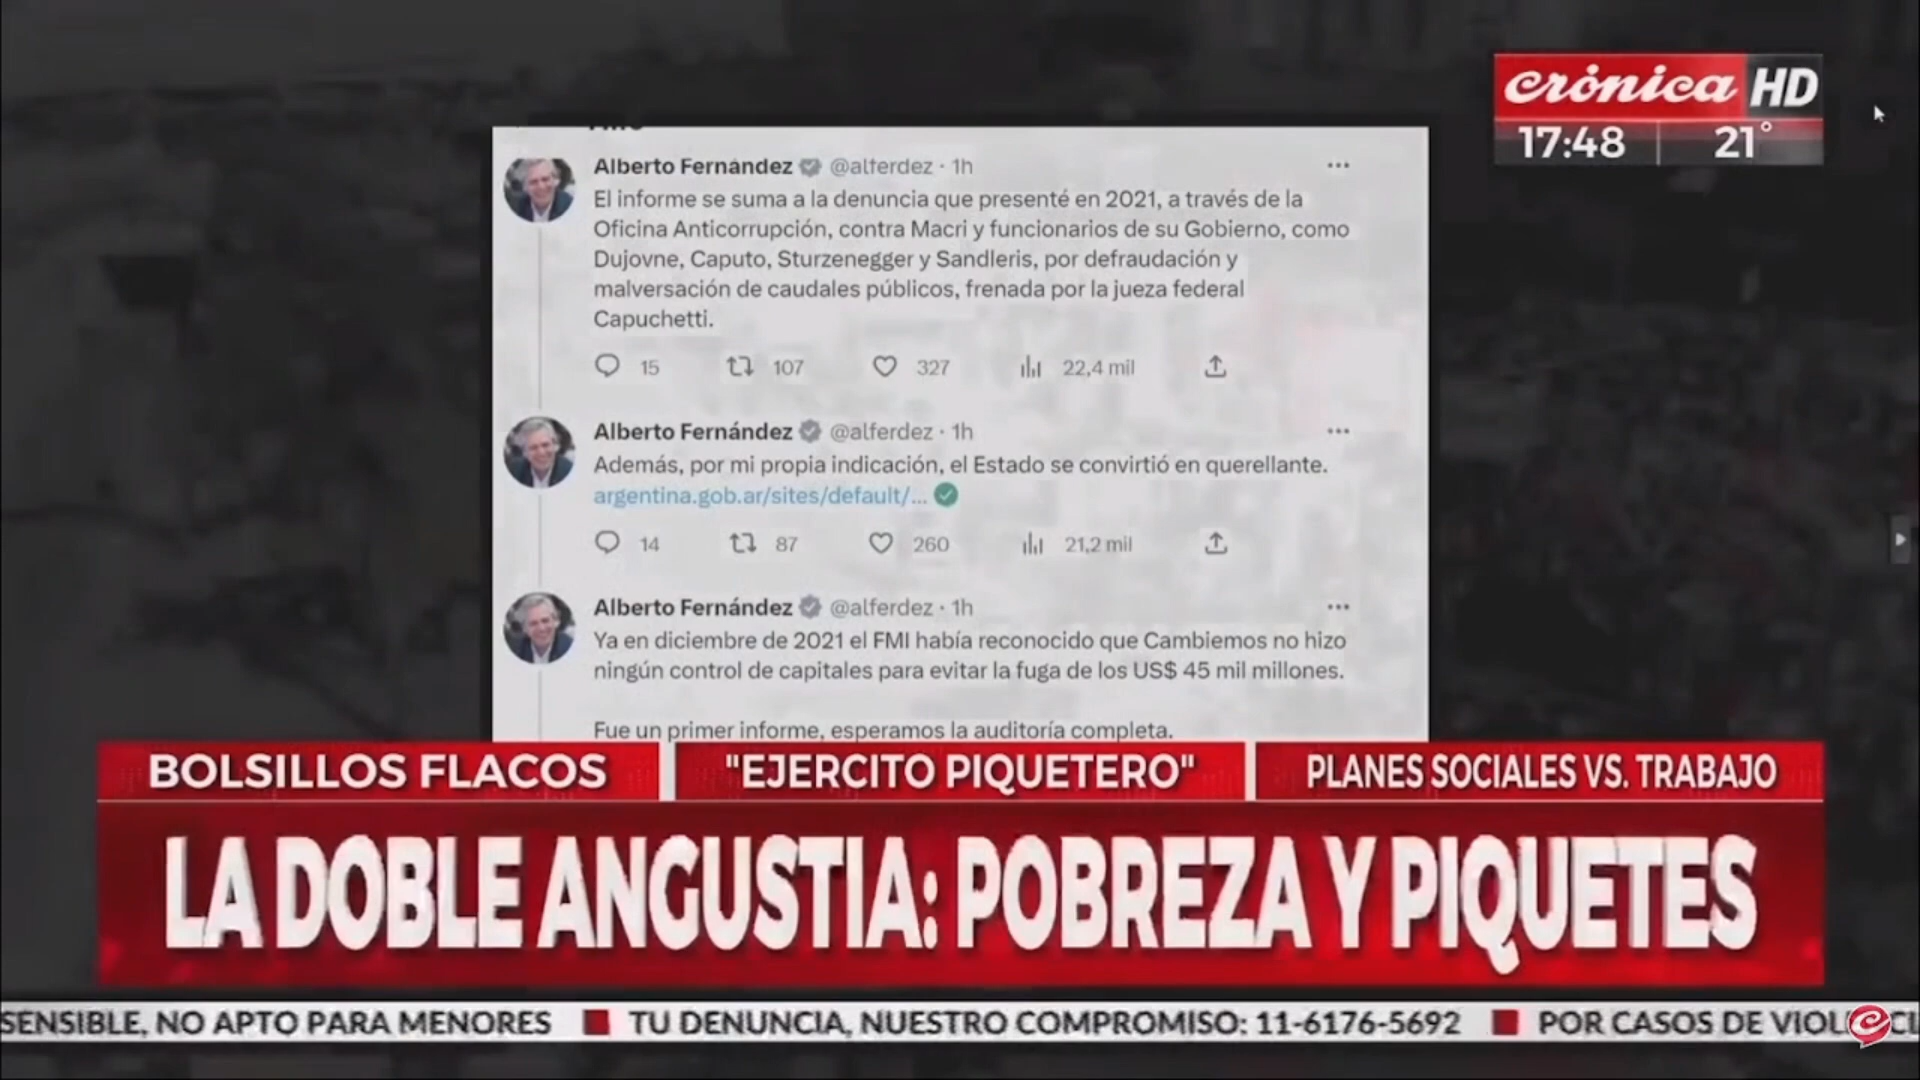 crónica HD
17:48 21°
Alberto Fernández @alferdez · 1h
El informe se suma a la denuncia que presenté en 2021, a través de la
Oficina Anticorrupción, contra Macri y funcionarios de su Gobierno, como
Dujovne, Caputo, Sturzenegger y Sandleris, por defraudación y
malversación de caudales públicos, frenada por la jueza federal
Capuchetti.
15 107 327 22,4 mil
Alberto Fernández @alferdez · 1h
Además, por mi propia indicación, el Estado se convirtió en querellante.
argentina.gob.ar/sites/default/...
14 87 260 21,2 mil
Alberto Fernández @alferdez · 1h
Ya en diciembre de 2021 el FMI había reconocido que Cambiemos no hizo
ningún control de capitales para evitar la fuga de los US$ 45 mil millones.
Fue un primer informe, esperamos la auditoría completa.
BOLSILLOS FLACOS "EJERCITO PIQUETERO" PLANES SOCIALES VS. TRABAJO
LA DOBLE ANGUSTIA: POBREZA Y PIQUETES
SENSIBLE, NO APTO PARA MENORES TU DENUNCIA, NUESTRO COMPROMISO: 11-6176-5692 POR CASOS DE